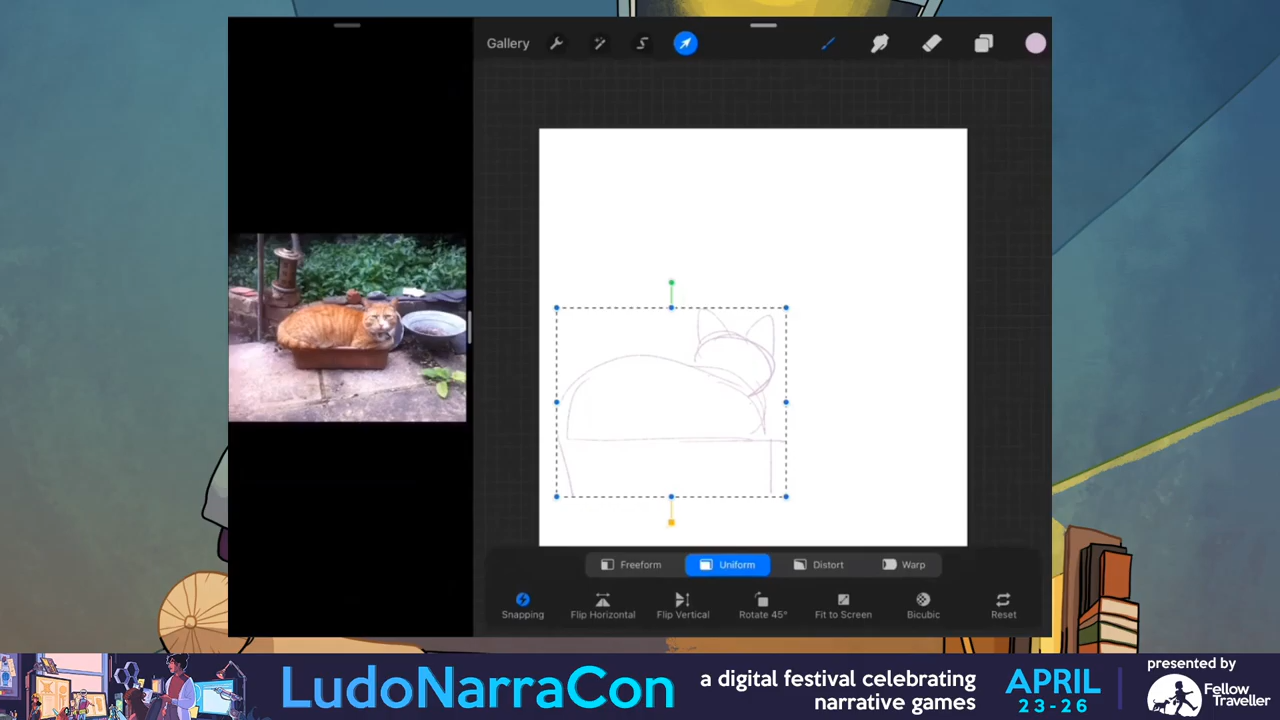 Gallery
Freeform
Uniform
Distort
Warp
Snapping
Flip Horizontal
Flip Vertical
Rotate 45°
Fit to Screen
Bicubic
Reset
LudoNarraCon
a digital festival celebrating
narrative games
APRIL
23-26
presented by
Fellow
Traveller